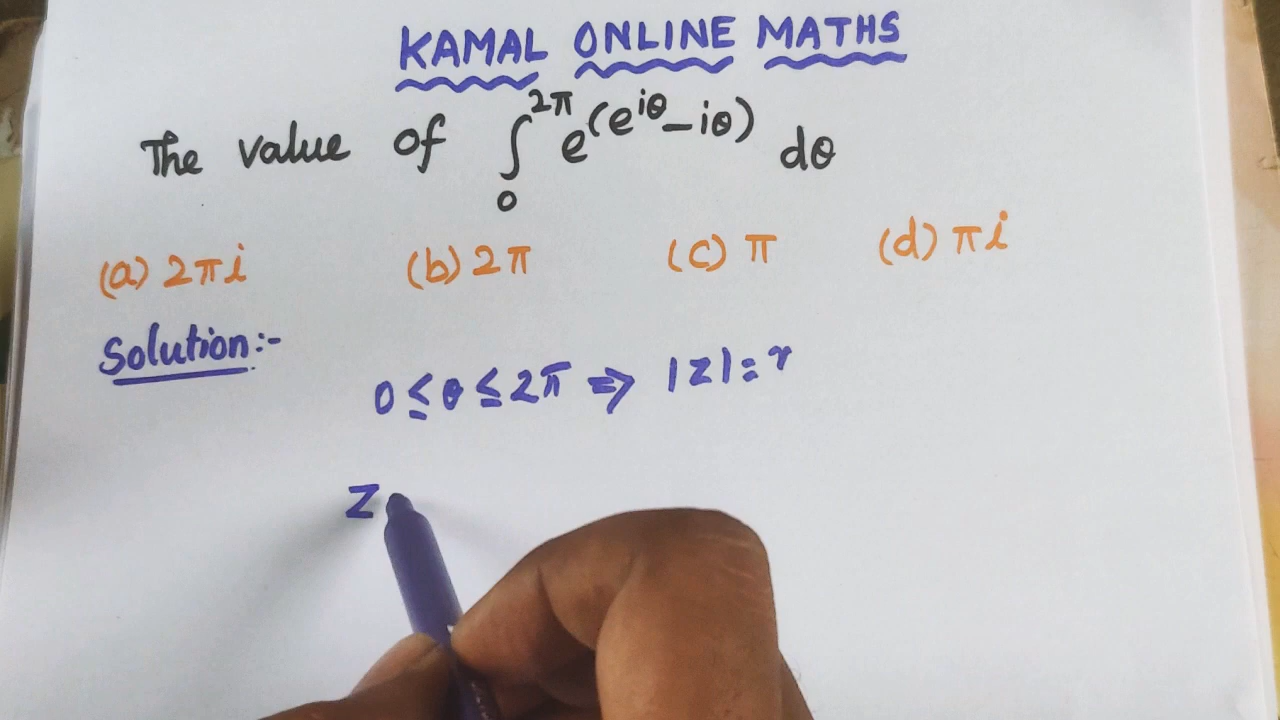 KAMAL ONLINE MATHS
The value of ∫₀^2π e^(e^iθ–iθ) dθ
(a) 2πi (b) 2π (c) π (d) πi
Solution:-
0 ≤ θ ≤ 2π ⇒ |z| = r
Z